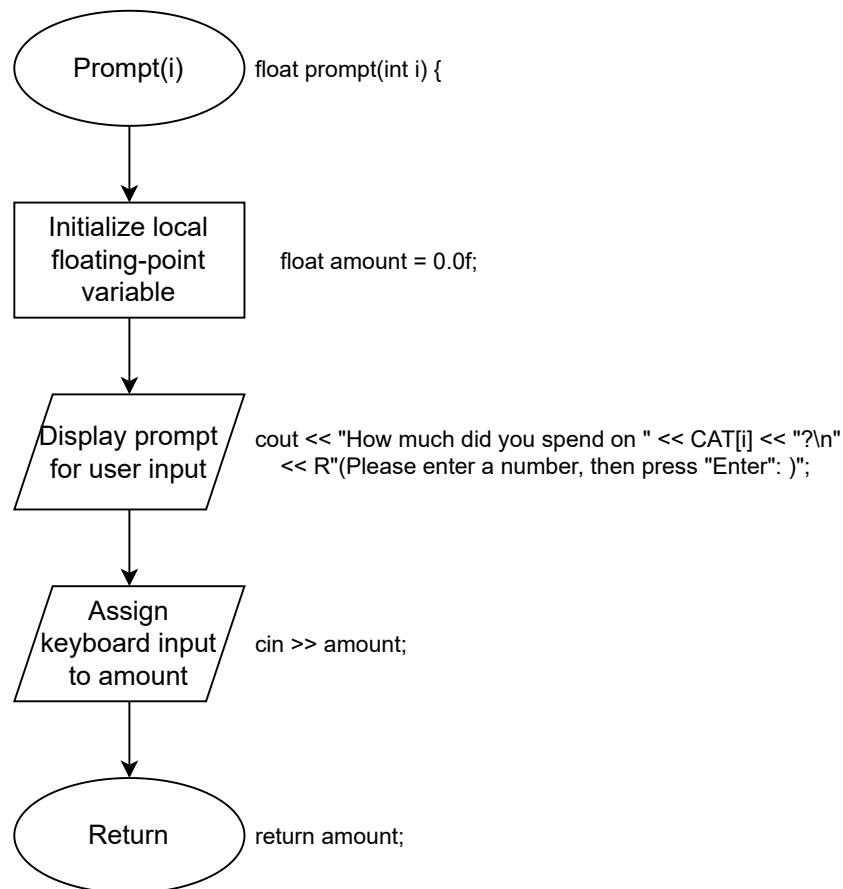 Prompt(i)
float prompt(int i) {
Initialize local
floating-point
variable
float amount = 0.0f;
Display prompt
for user input
cout << "How much did you spend on " << CAT[i] << "?\n"
<< R"(Please enter a number, then press "Enter": )";
Assign
keyboard input
to amount
cin >> amount;
Return
return amount;